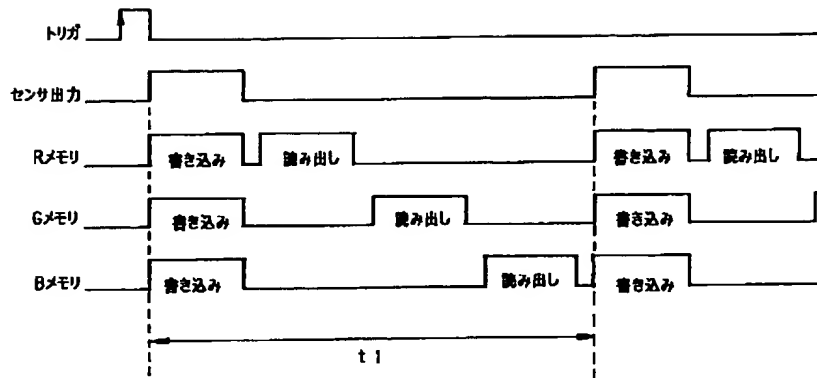 トリガ
センサ出力
Rメモリ 書き込み 読み出し 書き込み 読み出し
Gメモリ 書き込み 読み出し 書き込み
Bメモリ 書き込み 読み出し 書き込み
t1